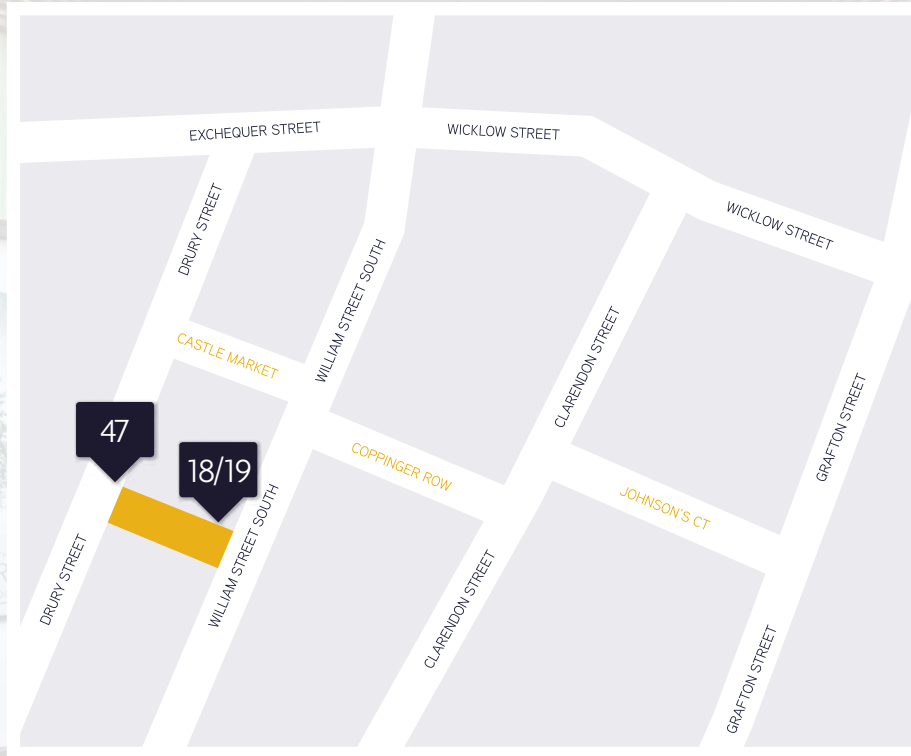 EXCHEQUER STREET
WICKLOW STREET
WICKLOW STREET
DRURY STREET
WILLIAM STREET SOUTH
CASTLE MARKET
CLARENDON STREET
GRAFTON STREET
47
18/19
COPPINGER ROW
JOHNSON'S CT
DRURY STREET
WILLIAM STREET SOUTH
CLARENDON STREET
GRAFTON STREET